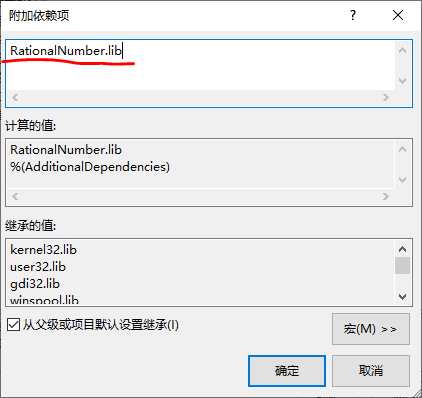 附加依赖项
RationalNumber.lib
计算的值:
RationalNumber.lib
%(AdditionalDependencies)
继承的值:
kernel32.lib
user32.lib
gdi32.lib
winspool.lib
从父级或项目默认设置继承(I)
宏(M) >>
确定
取消